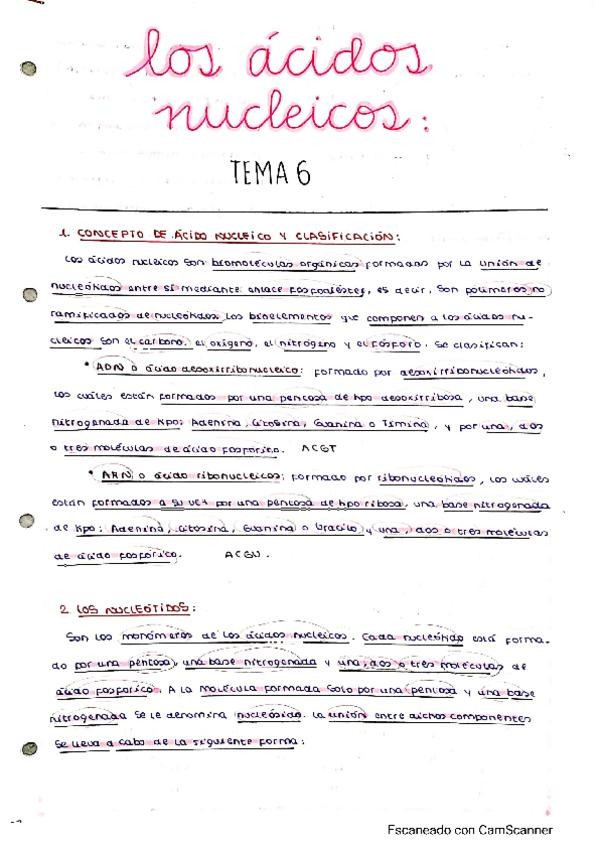 los ácidos
nucleicos:
TEMA 6
1. CONCEPTO DE ÁCIDO NUCLEICO Y CLASIFICACIÓN:
Los ácidos nucleicos son biomoléculas orgánicas formadas por la unión de
nucleótidos entre sí mediante enlace fosfodiéster, es decir, son polímeros no
ramificados de nucleótidos. Los bioelementos que componen a los ácidos nu-
cleicos son el carbono, el oxígeno, el nitrógeno y el fósforo. Se clasifican:
• ADN o ácido desoxirribonucleico: formado por desoxirribonucleótidos,
los cuáles están formados por una pentosa de tipo desoxirribosa, una base
nitrogenada de tipo: Adenina, Citosina, Guanina o Timina, y por una, dos
o tres moléculas de ácido fosfórico. ACGT
• ARN o ácido ribonucleicos: formado por ribonucleótidos, los cuáles
están formados a su vez por una pentosa de tipo ribosa, una base nitrogenada
de tipo: Adenina, Citosina, Guanina o Uracilo y una, dos o tres moléculas
de ácido fosfórico. ACGU.
2. LOS NUCLEÓTIDOS:
Son los monómeros de los ácidos nucleicos. Cada nucleótido está forma-
do por una pentosa, una base nitrogenada y una, dos o tres moléculas de
ácido fosfórico. A la molécula formada solo por una pentosa y una base
nitrogenada se le denomina nucleósido. La unión entre dichos componentes
se lleva a cabo de la siguiente forma:
Escaneado con CamScanner